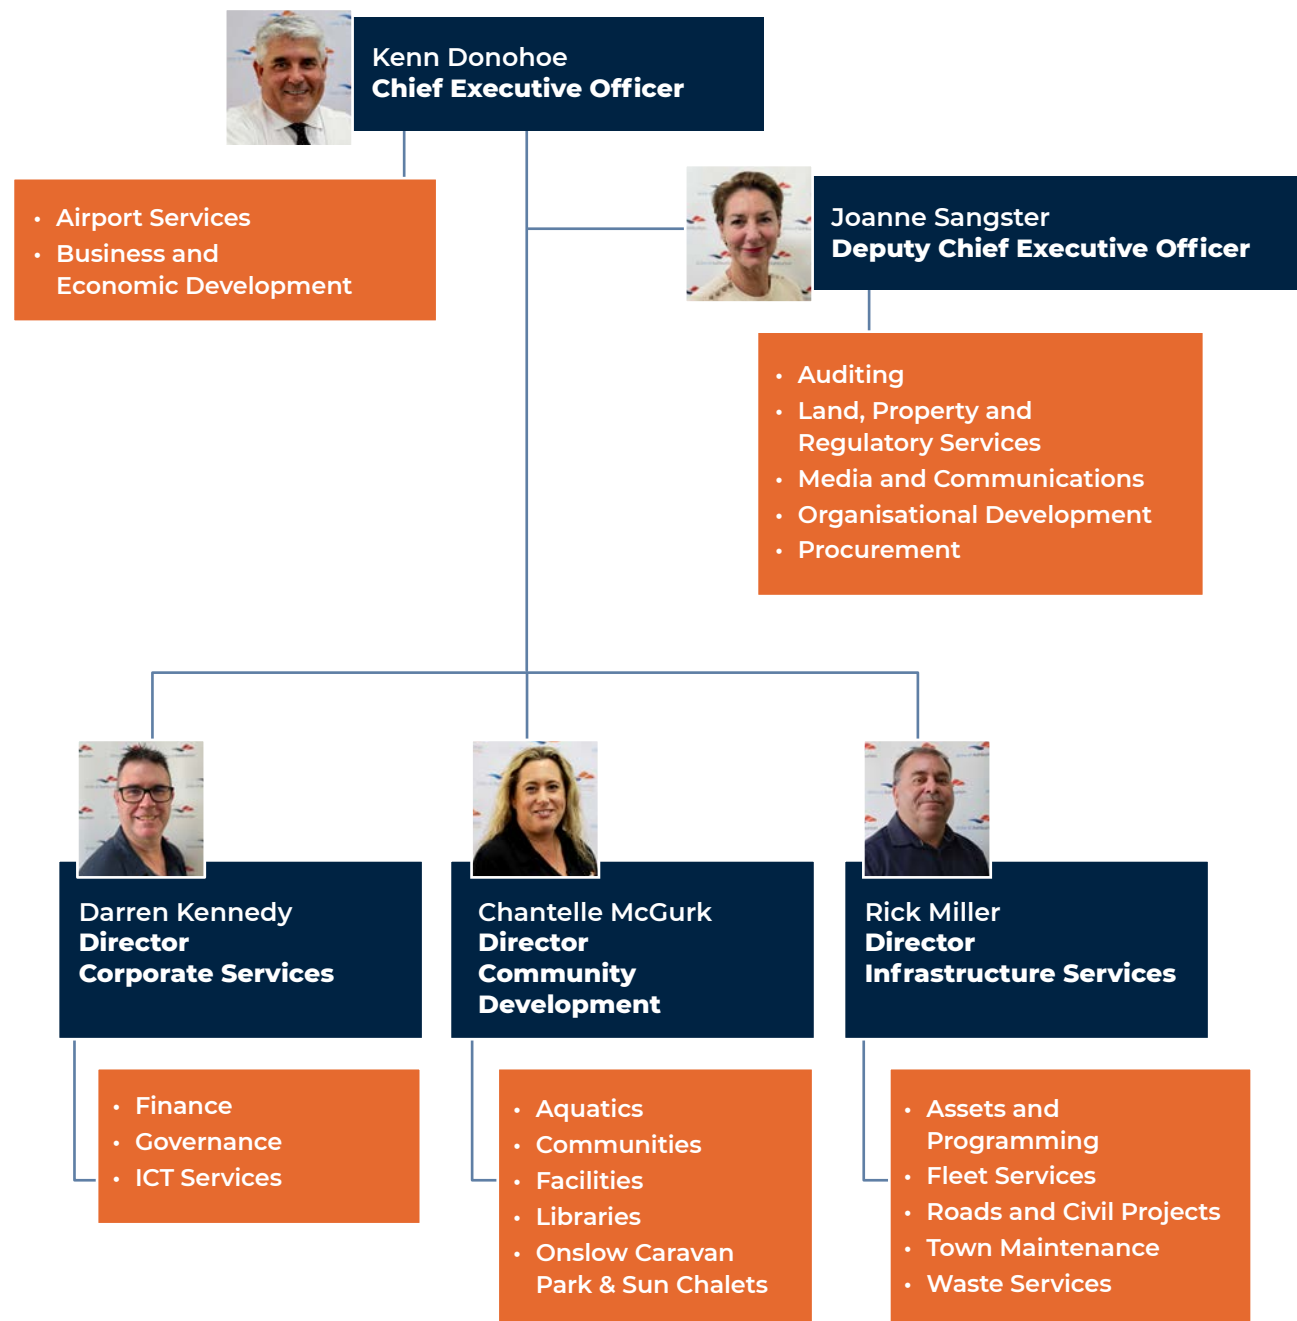 Kenn Donohoe
Chief Executive Officer
• Airport Services
• Business and
Economic Development
Joanne Sangster
Deputy Chief Executive Officer
• Auditing
• Land, Property and
Regulatory Services
• Media and Communications
• Organisational Development
• Procurement
Darren Kennedy
Director
Corporate Services
• Finance
• Governance
• ICT Services
Chantelle McGurk
Director
Community
Development
• Aquatics
• Communities
• Facilities
• Libraries
• Onslow Caravan
Park & Sun Chalets
Rick Miller
Director
Infrastructure Services
• Assets and
Programming
• Fleet Services
• Roads and Civil Projects
• Town Maintenance
• Waste Services